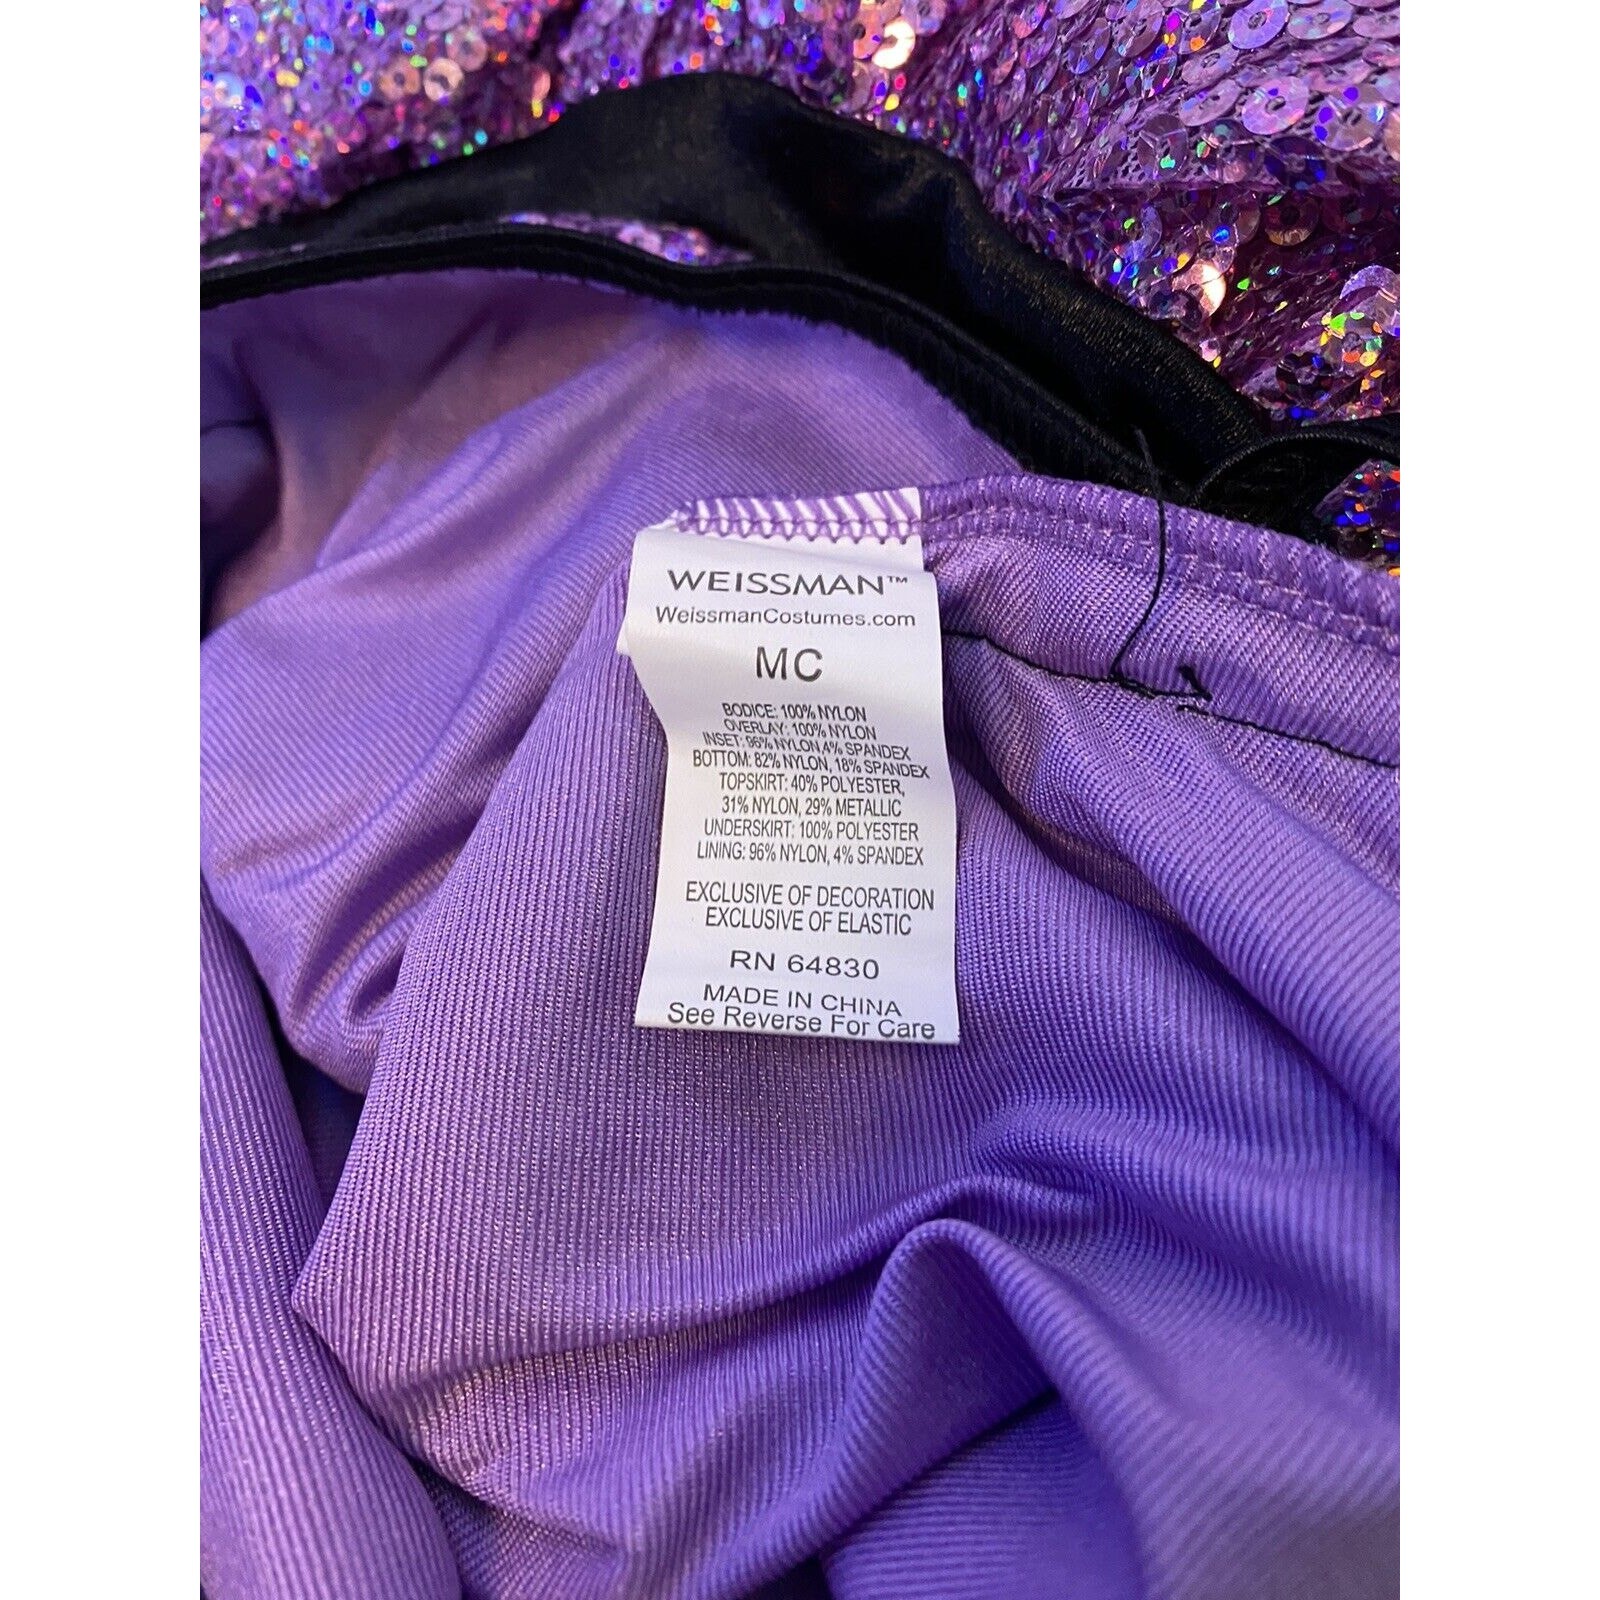 WEISSMAN™
WeissmanCostumes.com
MC
BODICE: 100% NYLON
OVERLAY: 100% NYLON
INSET: 96% NYLON,4% SPANDEX
BOTTOM: 82% NYLON, 18% SPANDEX
TOPSKIRT: 40% POLYESTER,
31% NYLON, 29% METALLIC
UNDERSKIRT: 100% POLYESTER
LINING: 96% NYLON, 4% SPANDEX
EXCLUSIVE OF DECORATION
EXCLUSIVE OF ELASTIC
RN 64830
MADE IN CHINA
See Reverse For Care